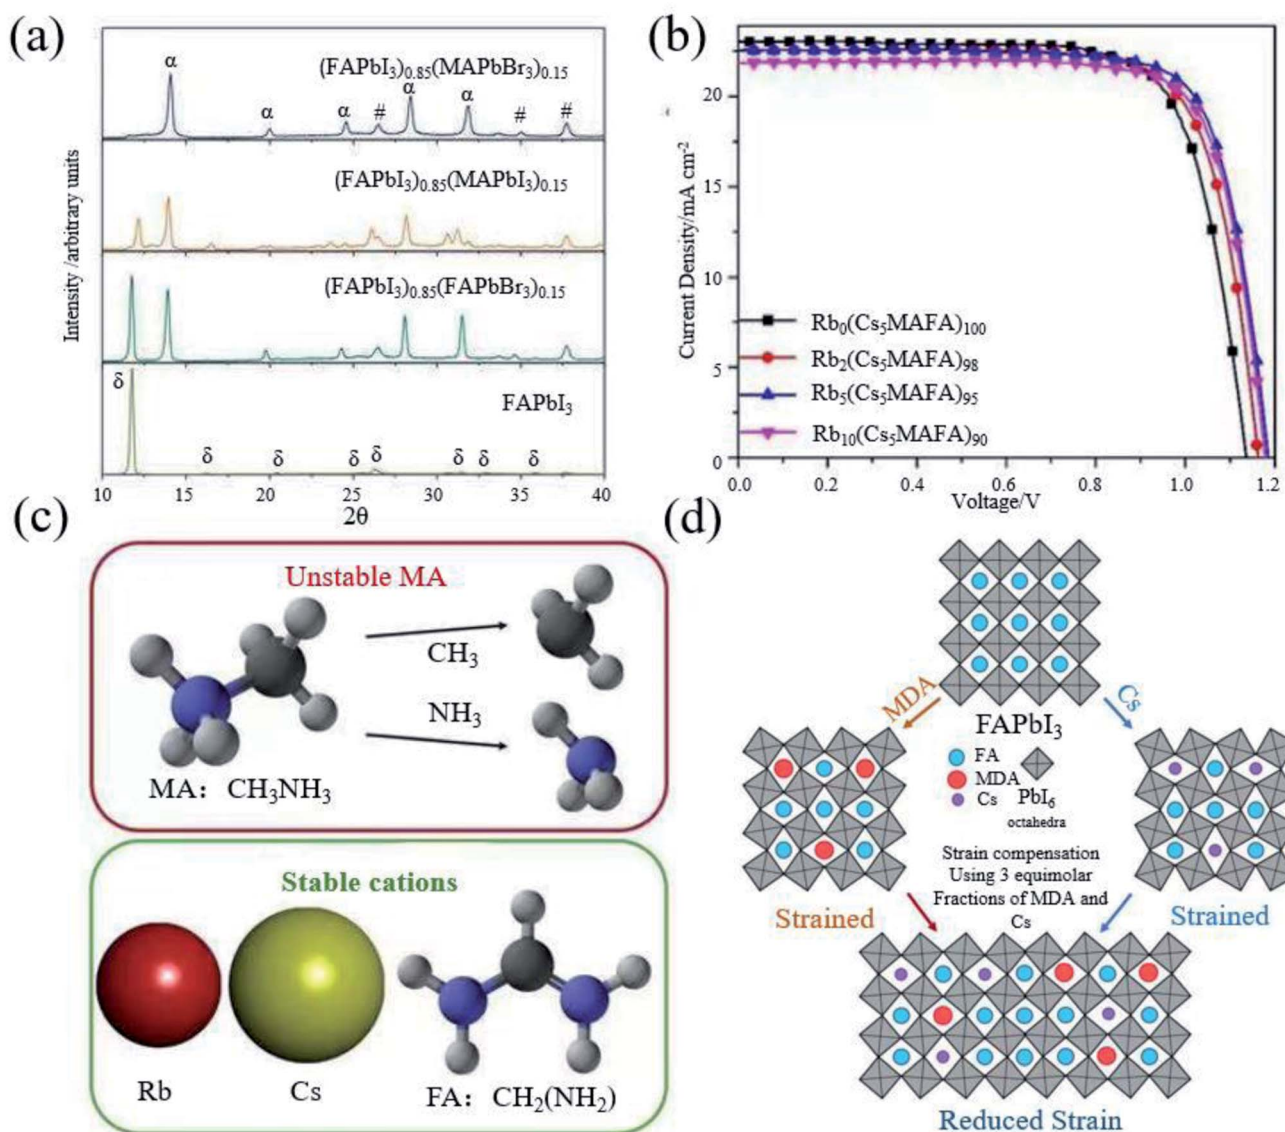 (a)
(FAPbI₃)₀.₈₅(MAPbBr₃)₀.₁₅
α α α # α α # #
(FAPbI₃)₀.₈₅(MAPbI₃)₀.₁₅
(FAPbI₃)₀.₈₅(FAPbBr₃)₀.₁₅
FAPbI₃
δ δ δ δ δ δ δ δ
Intensity /arbitrary units
10 15 20 25 30 35 40
2θ
(b)
Current Density/mA cm⁻²
20
15
10
5
0
Rb₀(Cs₅MAFA)₁₀₀
Rb₂(Cs₅MAFA)₉₈
Rb₅(Cs₅MAFA)₉₅
Rb₁₀(Cs₅MAFA)₉₀
0.0 0.2 0.4 0.6 0.8 1.0 1.2
Voltage/V
(c)
Unstable MA
CH₃
NH₃
MA：CH₃NH₃
Stable cations
Rb
Cs
FA：CH₂(NH₂)
(d)
MDA
Cs
FAPbI₃
FA
MDA
Cs
PbI₆
octahedra
Strain compensation
Using 3 equimolar
Fractions of MDA and
Cs
Strained
Strained
Reduced Strain